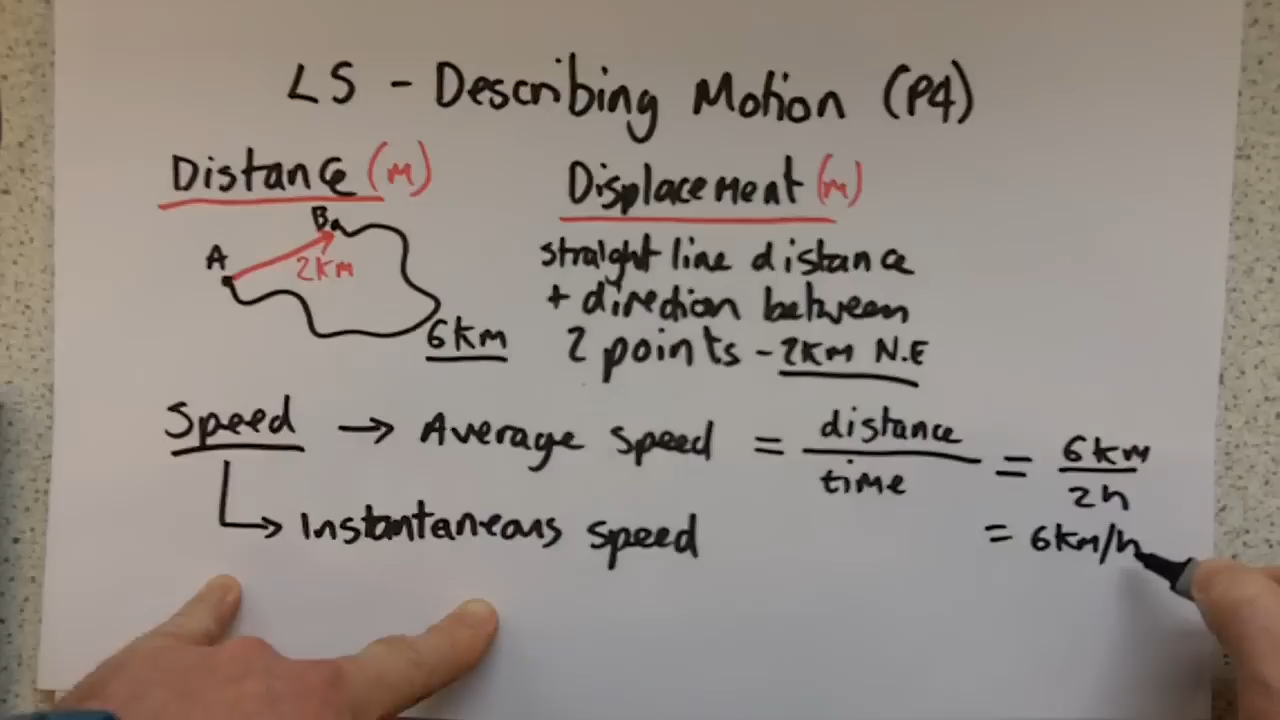 LS - Describing Motion (P4)
Distance (m)
B
A
2km
6km
Displacement (m)
straight line distance
+ direction between
2 points - 2km N.E
Speed → Average speed = distance / time = 6km / 2h
= 6km/h
→ Instantaneous speed